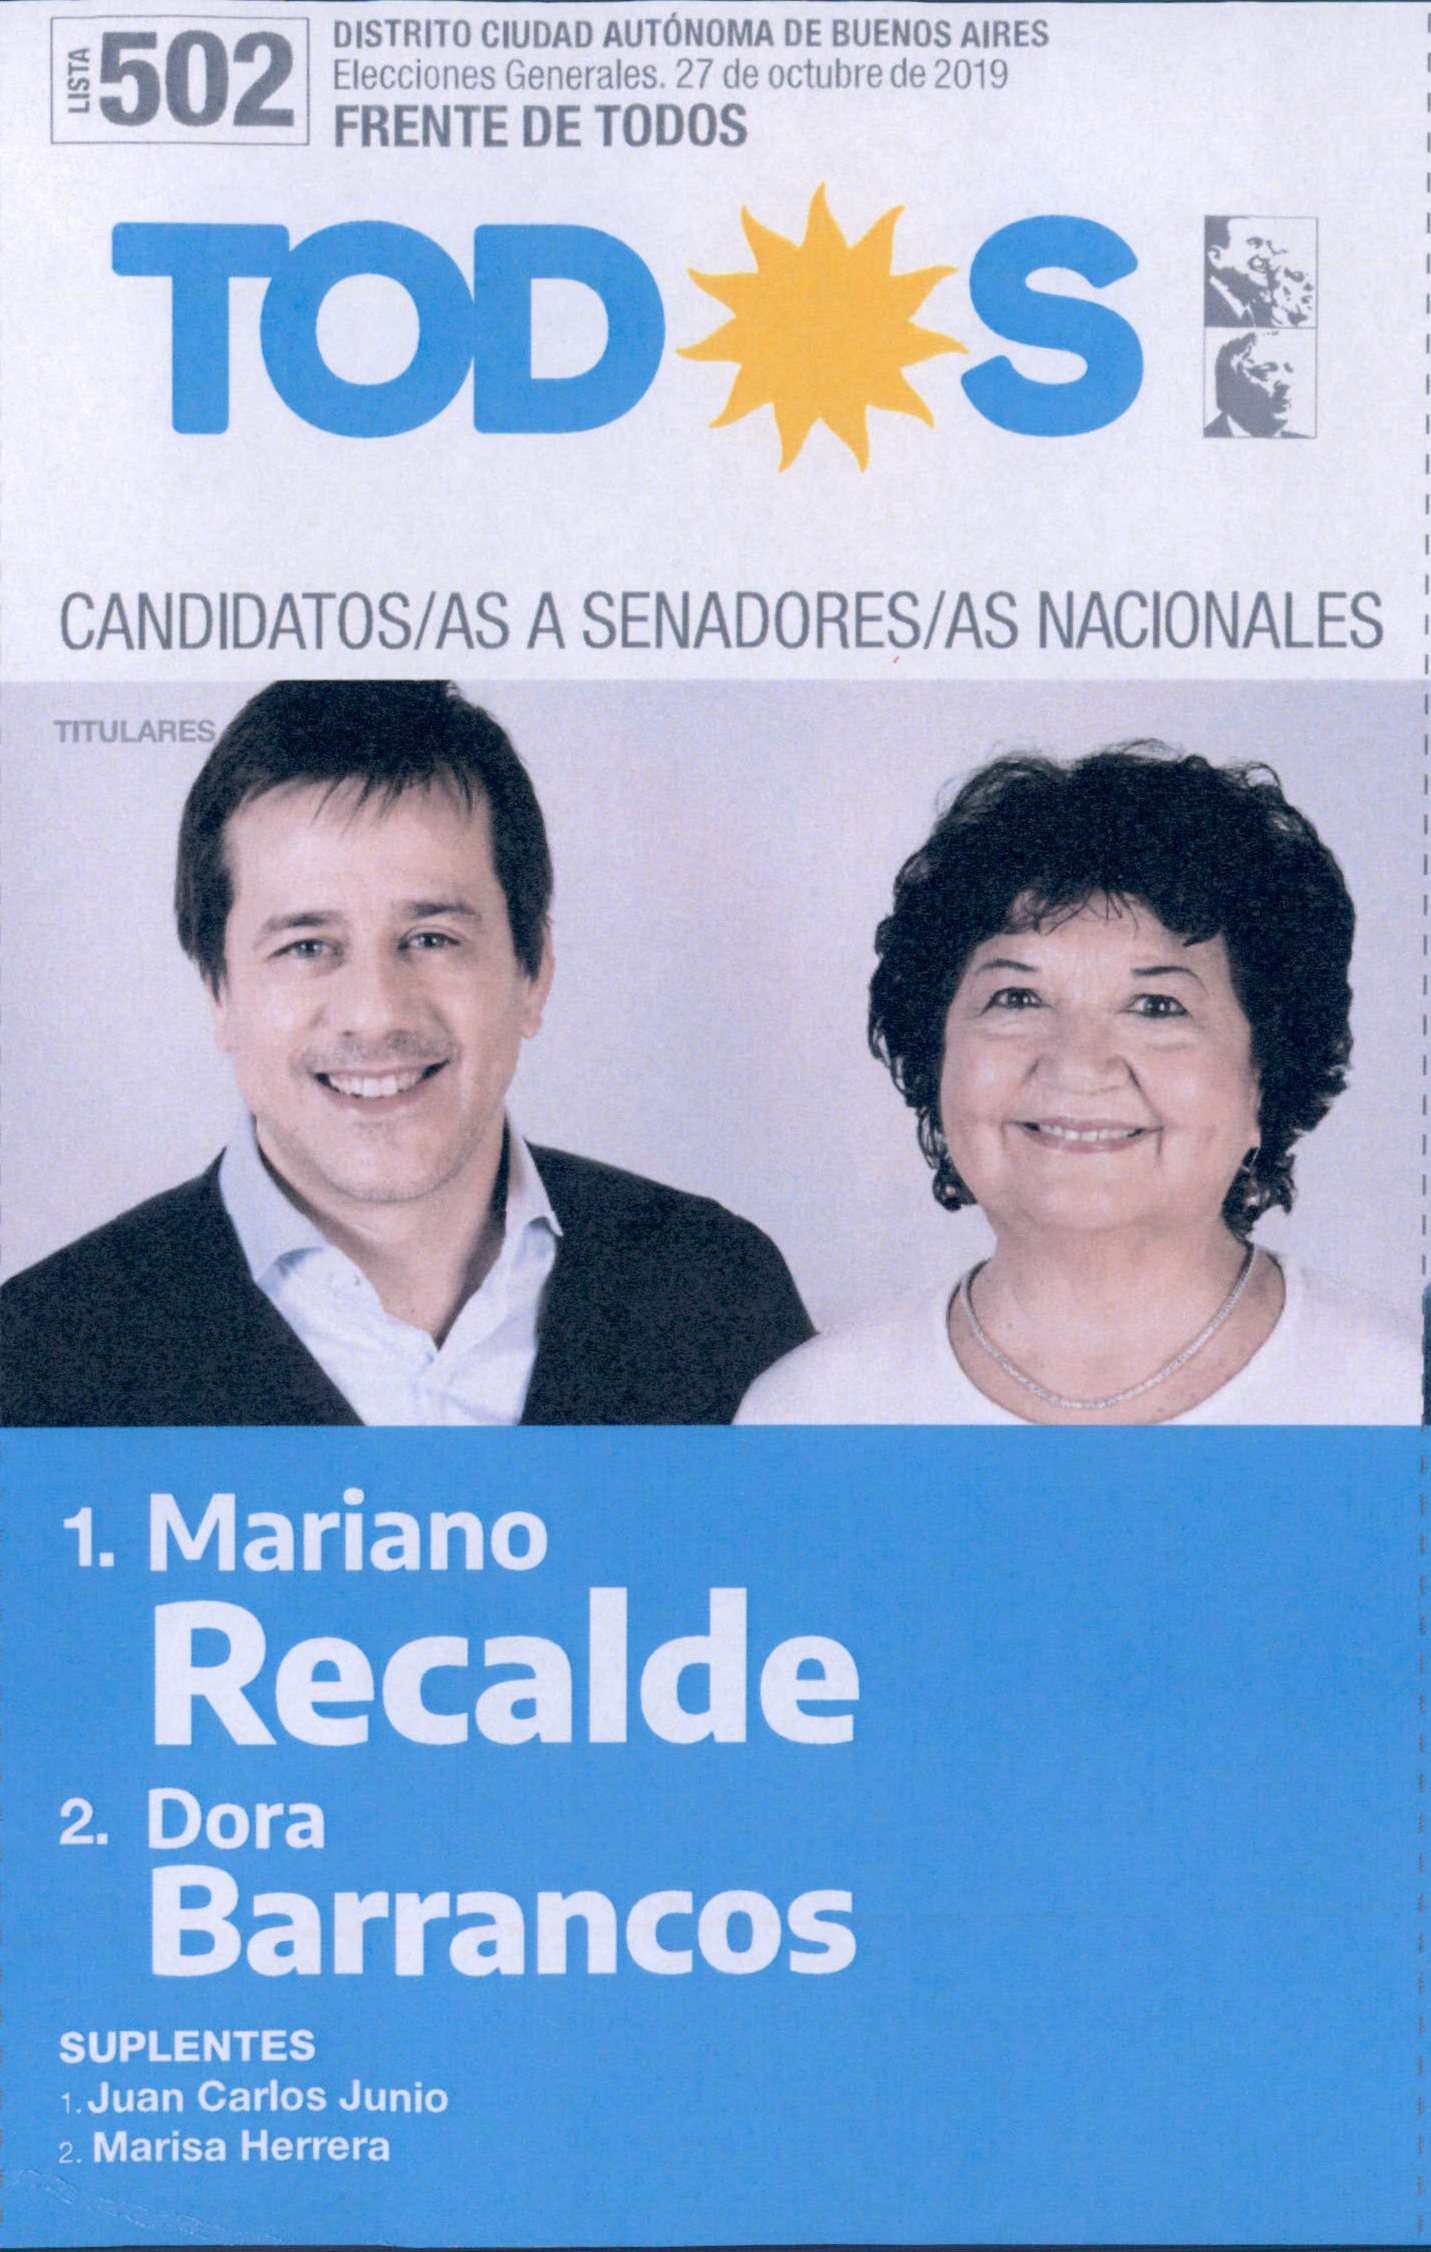 LISTA 502
DISTRITO CIUDAD AUTÓNOMA DE BUENOS AIRES
Elecciones Generales. 27 de octubre de 2019
FRENTE DE TODOS
TODOS
CANDIDATOS/AS A SENADORES/AS NACIONALES
TITULARES
1. Mariano
Recalde
2. Dora
Barrancos
SUPLENTES
1. Juan Carlos Junio
2. Marisa Herrera